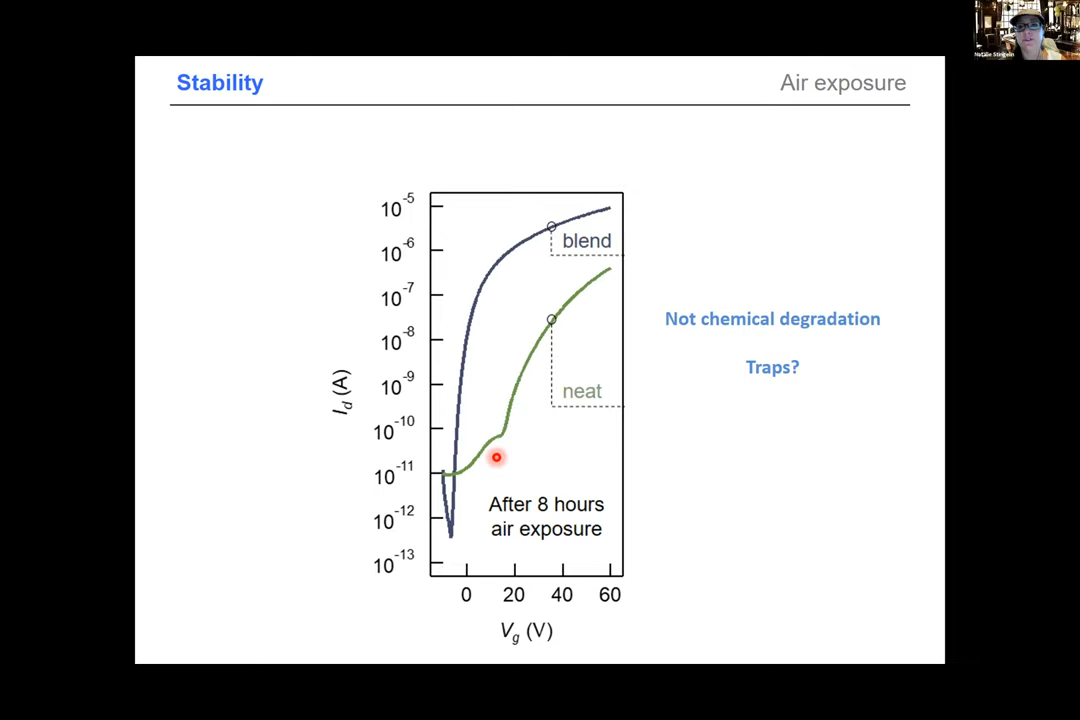 Natalie Stingelin
Stability
Air exposure
10-5
10-6
10-7
10-8
10-9
10-10
10-11
10-12
10-13
Id (A)
blend
neat
After 8 hours
air exposure
0 20 40 60
Vg (V)
Not chemical degradation
Traps?